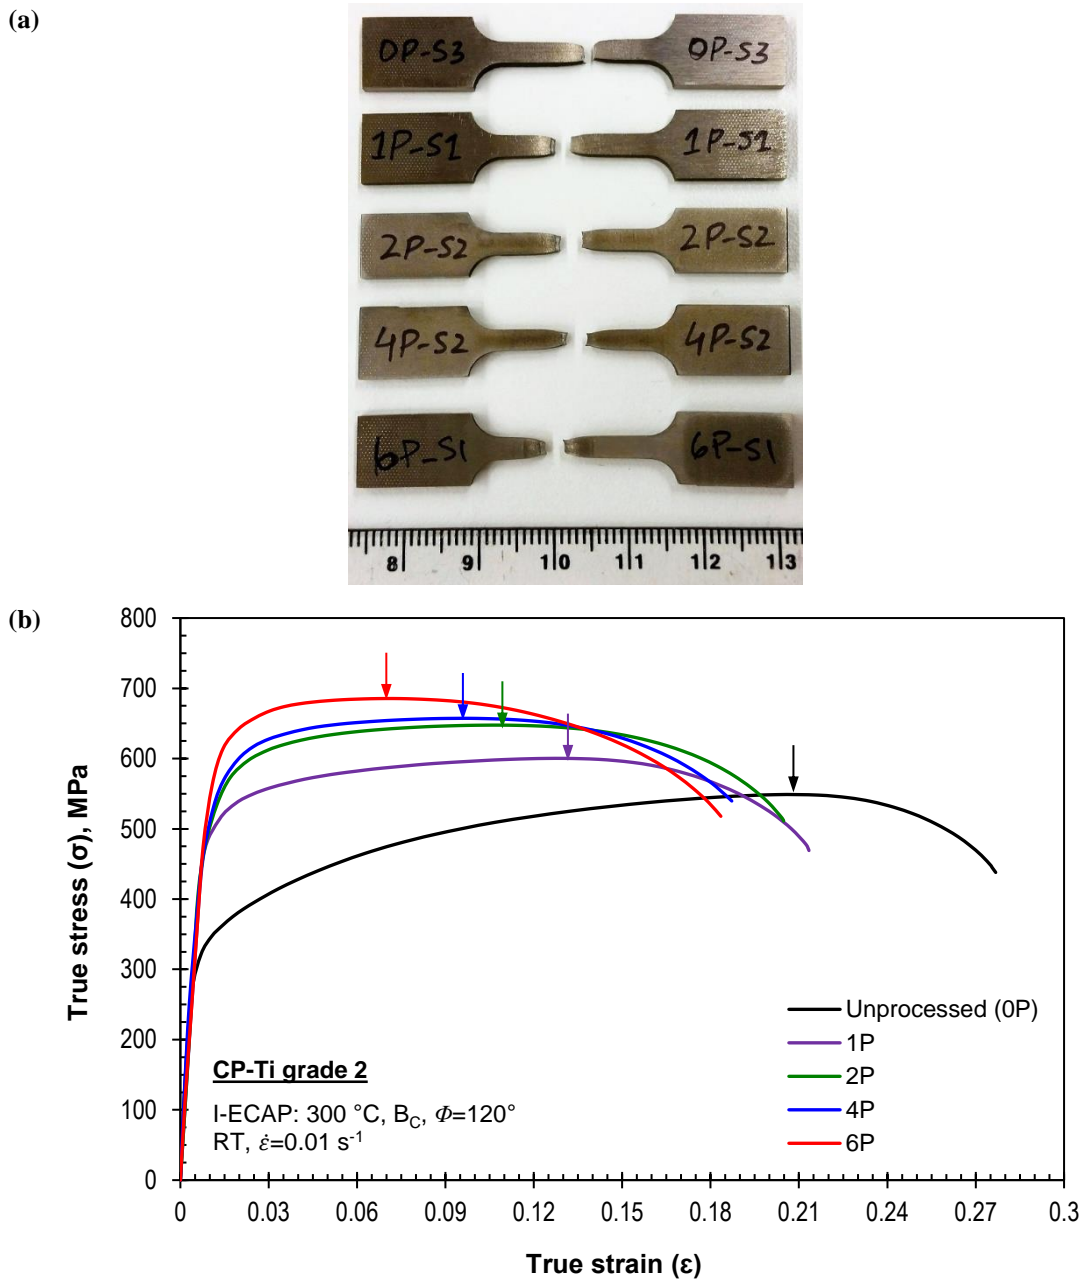 (a)
0P-S3 0P-S3
1P-S1 1P-S1
2P-S2 2P-S2
4P-S2 4P-S2
6P-S1 6P-S1
8 9 10 11 12 13
(b)
800
700
600
500
400
300
200
100
0
True stress (σ), MPa
Unprocessed (0P)
1P
2P
4P
6P
CP-Ti grade 2
I-ECAP: 300 °C, B_C, Φ=120°
RT, ε̇=0.01 s⁻¹
0 0.03 0.06 0.09 0.12 0.15 0.18 0.21 0.24 0.27 0.3
True strain (ε)